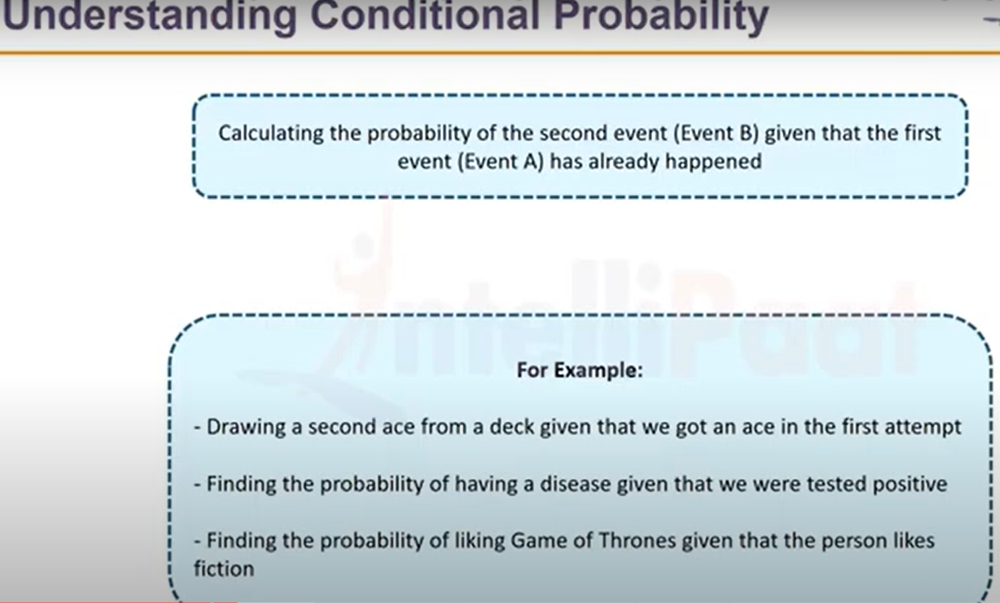 Understanding Conditional Probability
Calculating the probability of the second event (Event B) given that the first
event (Event A) has already happened
IntelliPaat
For Example:
- Drawing a second ace from a deck given that we got an ace in the first attempt
- Finding the probability of having a disease given that we were tested positive
- Finding the probability of liking Game of Thrones given that the person likes
fiction